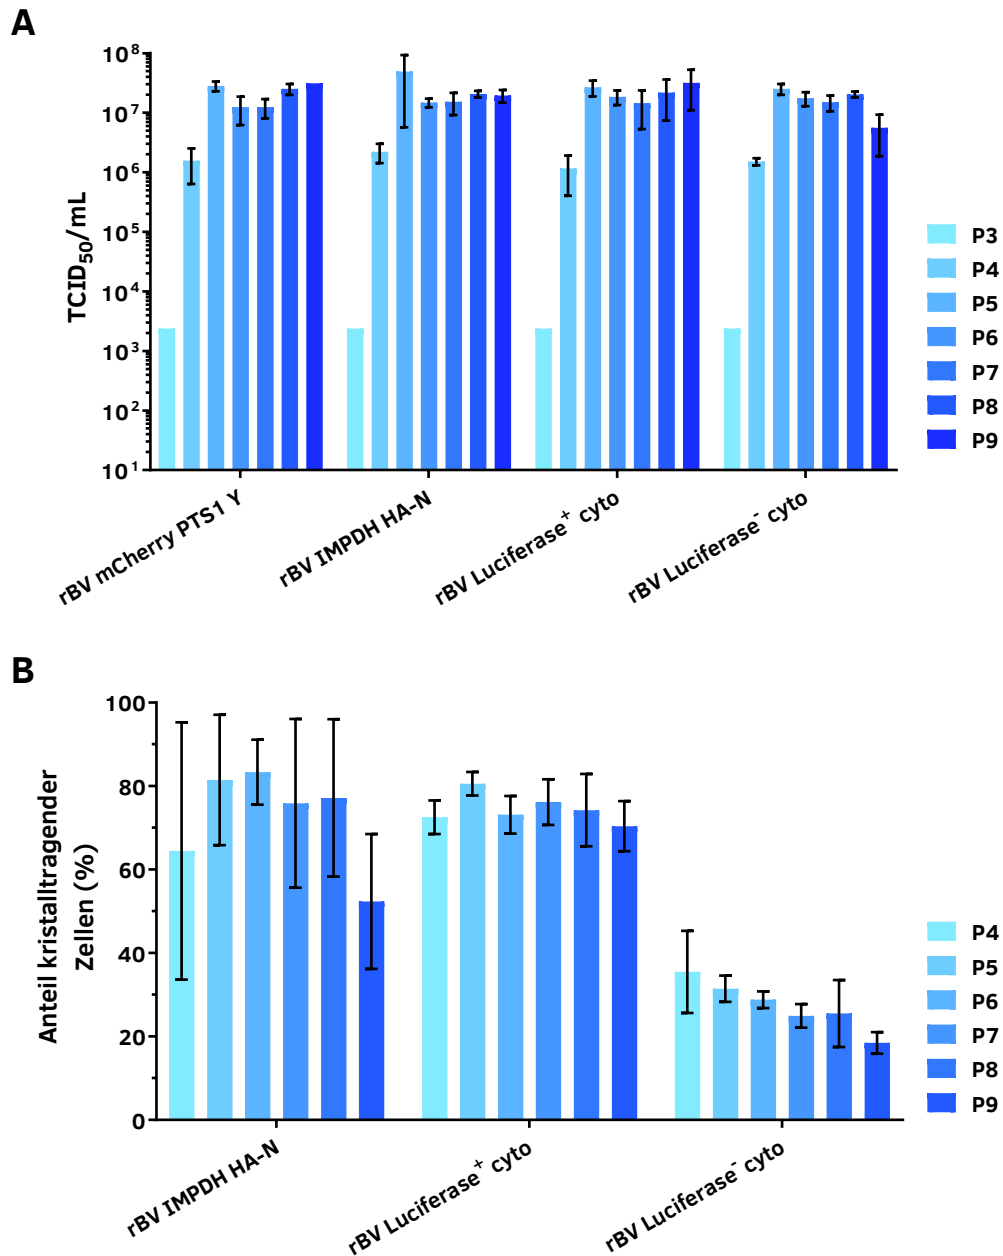 A
TCID₅₀/mL
10⁸
10⁷
10⁶
10⁵
10⁴
10³
10²
10¹
rBV mCherry PTS1 Y
rBV IMPDH HA-N
rBV Luciferase⁺ cyto
rBV Luciferase⁻ cyto
P3
P4
P5
P6
P7
P8
P9
B
Anteil kristalltragender
Zellen (%)
100
80
60
40
20
0
rBV IMPDH HA-N
rBV Luciferase⁺ cyto
rBV Luciferase⁻ cyto
P4
P5
P6
P7
P8
P9